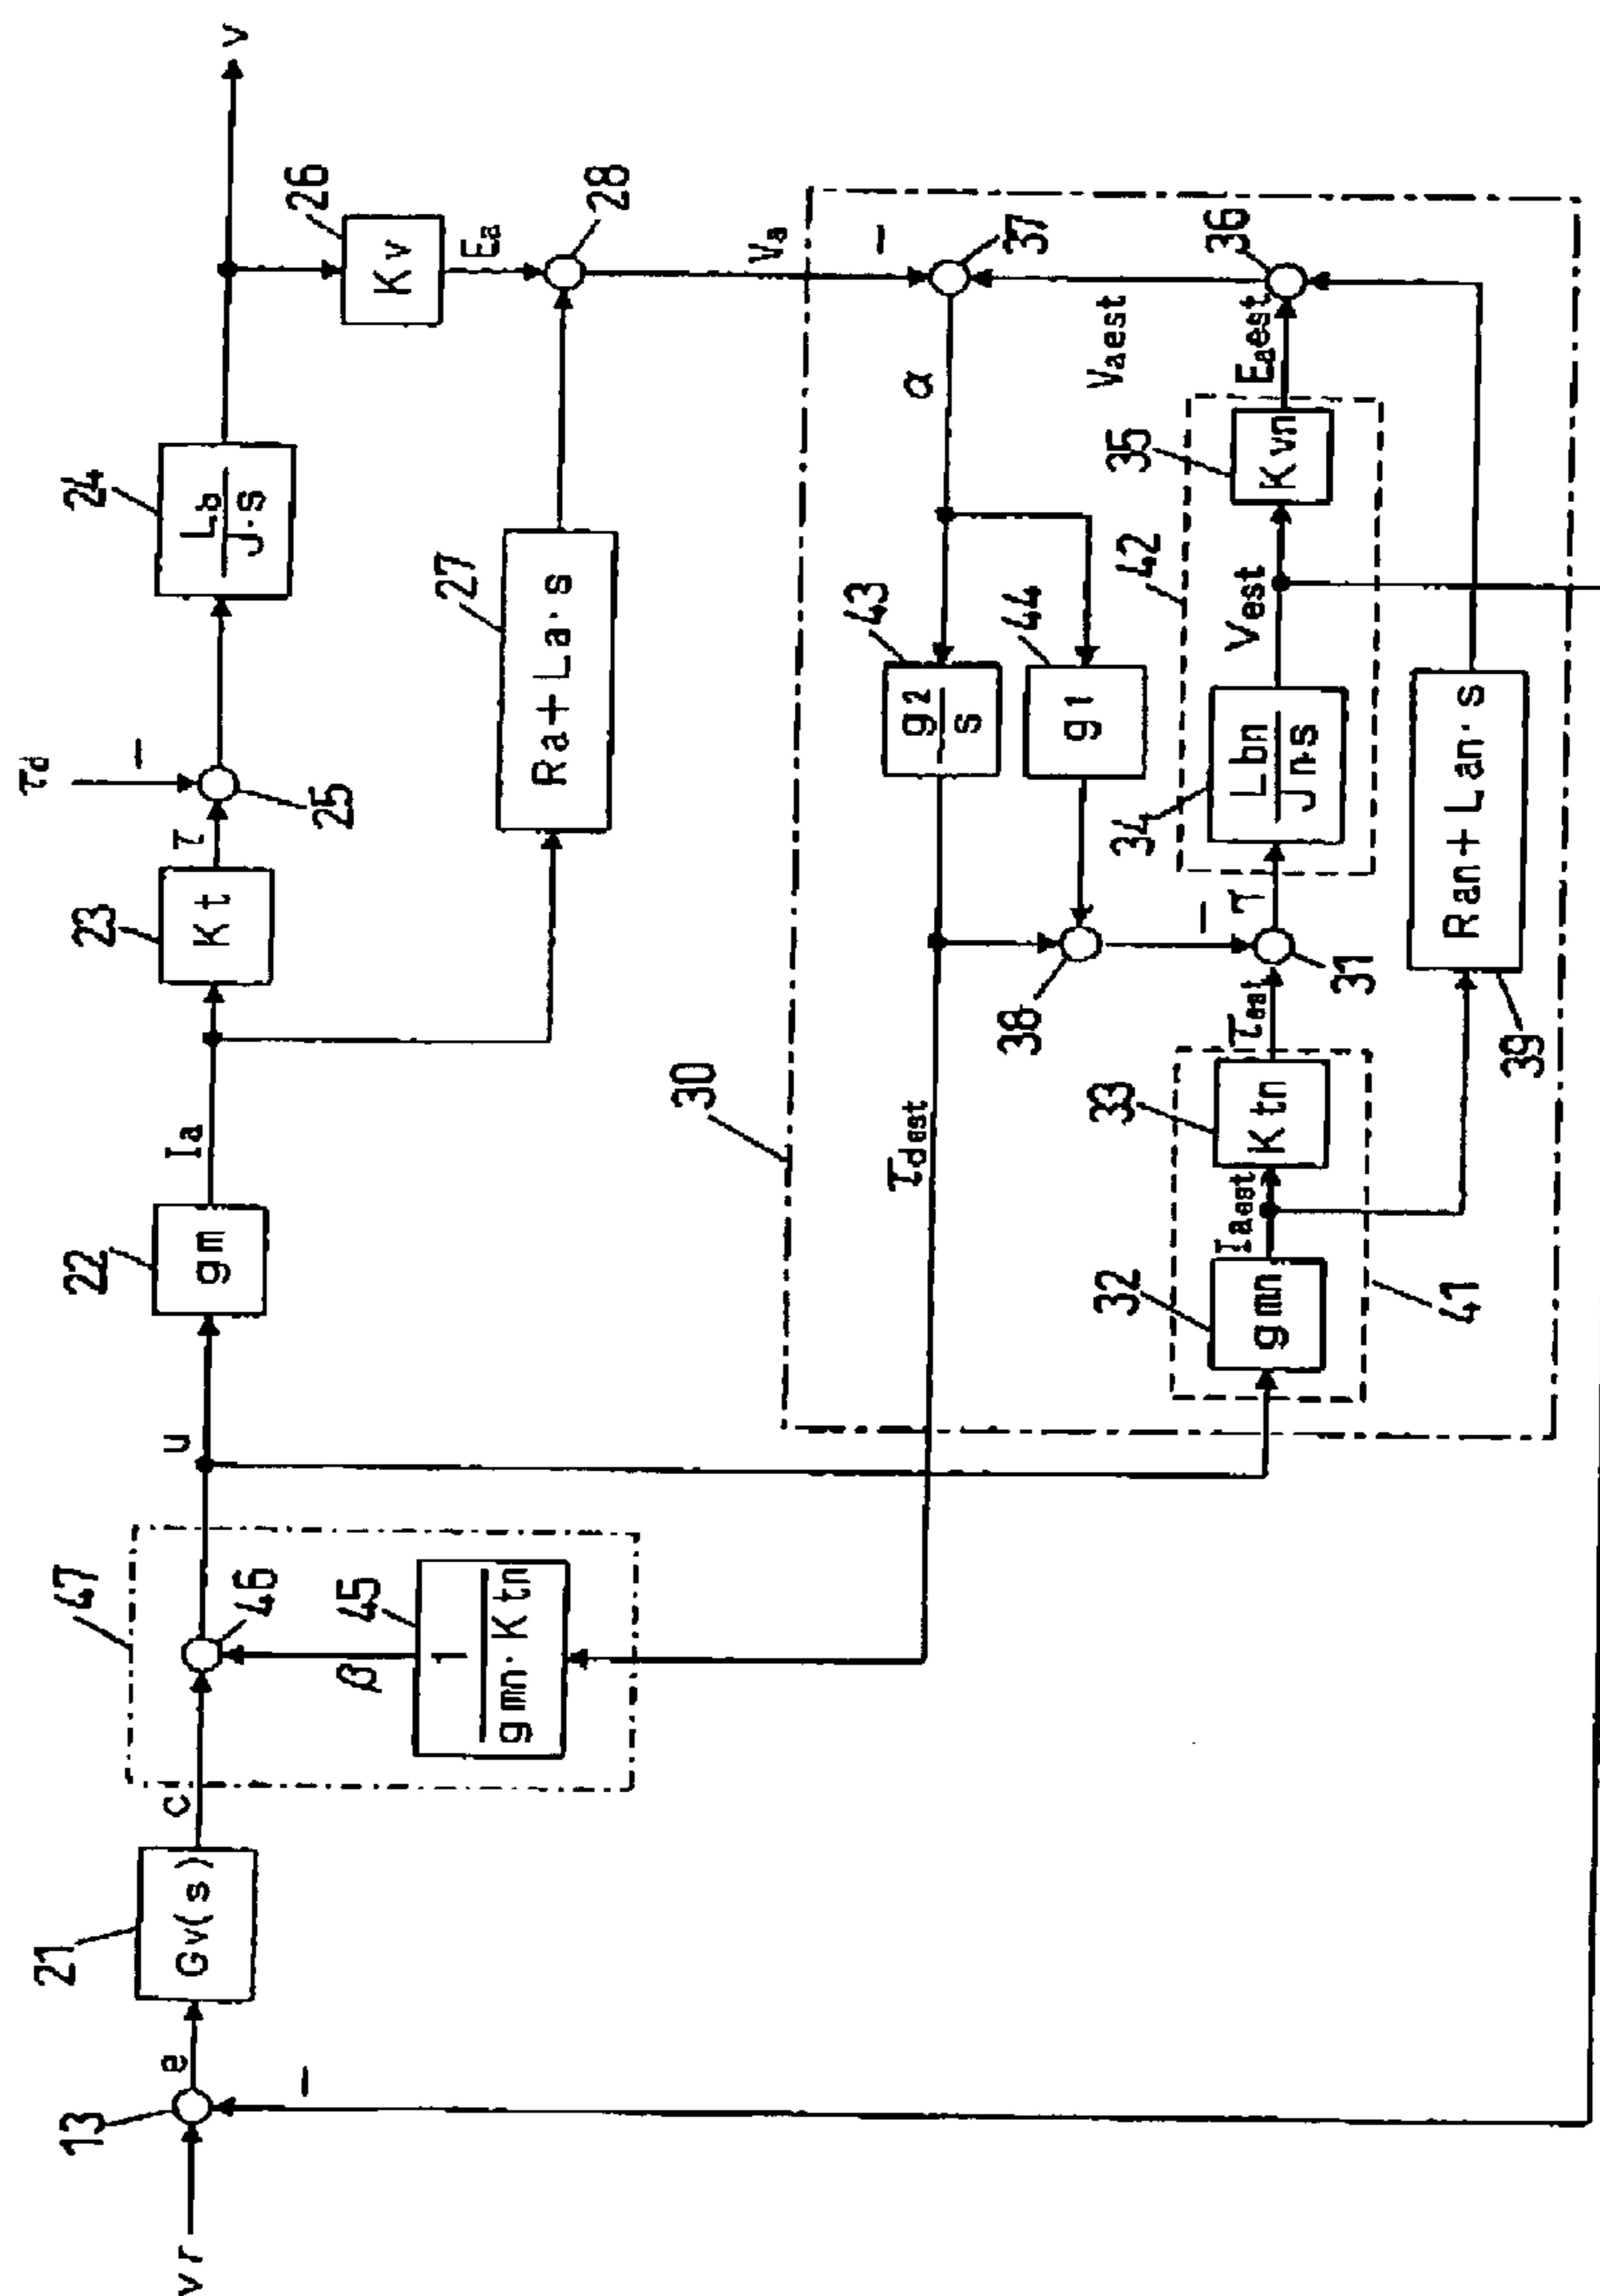 vr
13
e
−
21
Gv(s)
c
47
46
β
45
1
gmn·Ktn
u
22
gm
Ia
23
Kt
τ
τd
−
25
24
Lb
J·s
v
26
Kv
Ea
28
27
Ra+La·s
Va
30
−
37
α
43
g2
s
44
g1
τdest
38
−
31
γ
41
32
gmn
Iaest
33
Ktn
τest
42
34
Lbn
Jn·s
Vest
35
Kvn
Eaest
36
Vaest
39
Ran+Lan·s